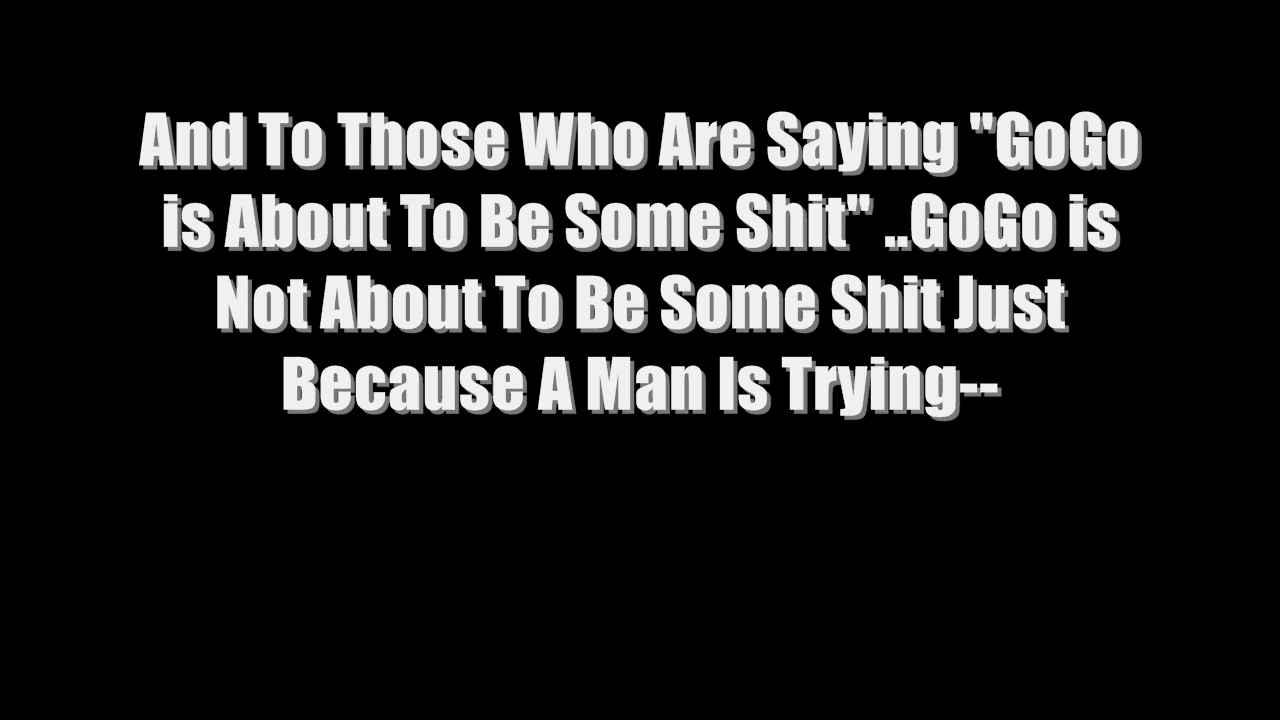 And To Those Who Are Saying "GoGo
is About To Be Some Shit" ..GoGo is
Not About To Be Some Shit Just
Because A Man Is Trying--